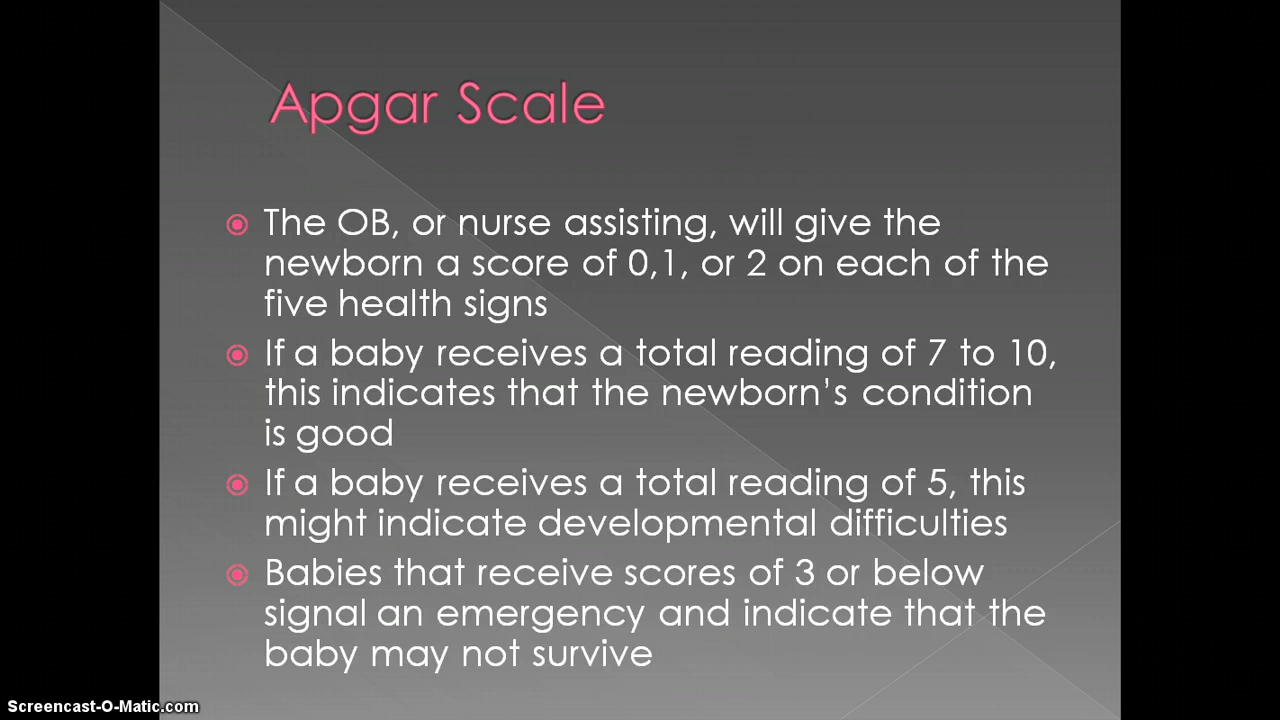 Apgar Scale
The OB, or nurse assisting, will give the
newborn a score of 0,1, or 2 on each of the
five health signs
If a baby receives a total reading of 7 to 10,
this indicates that the newborn's condition
is good
If a baby receives a total reading of 5, this
might indicate developmental difficulties
Babies that receive scores of 3 or below
signal an emergency and indicate that the
baby may not survive
Screencast-O-Matic.com